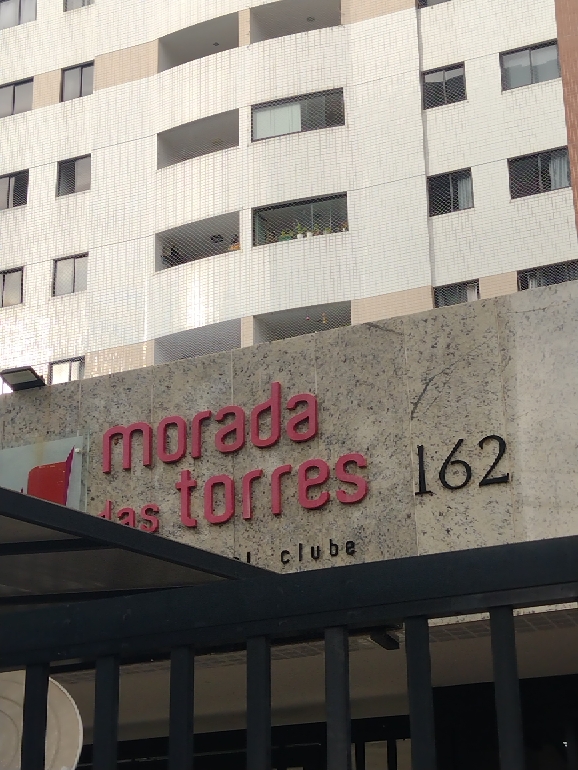 morada
das torres
clube
162